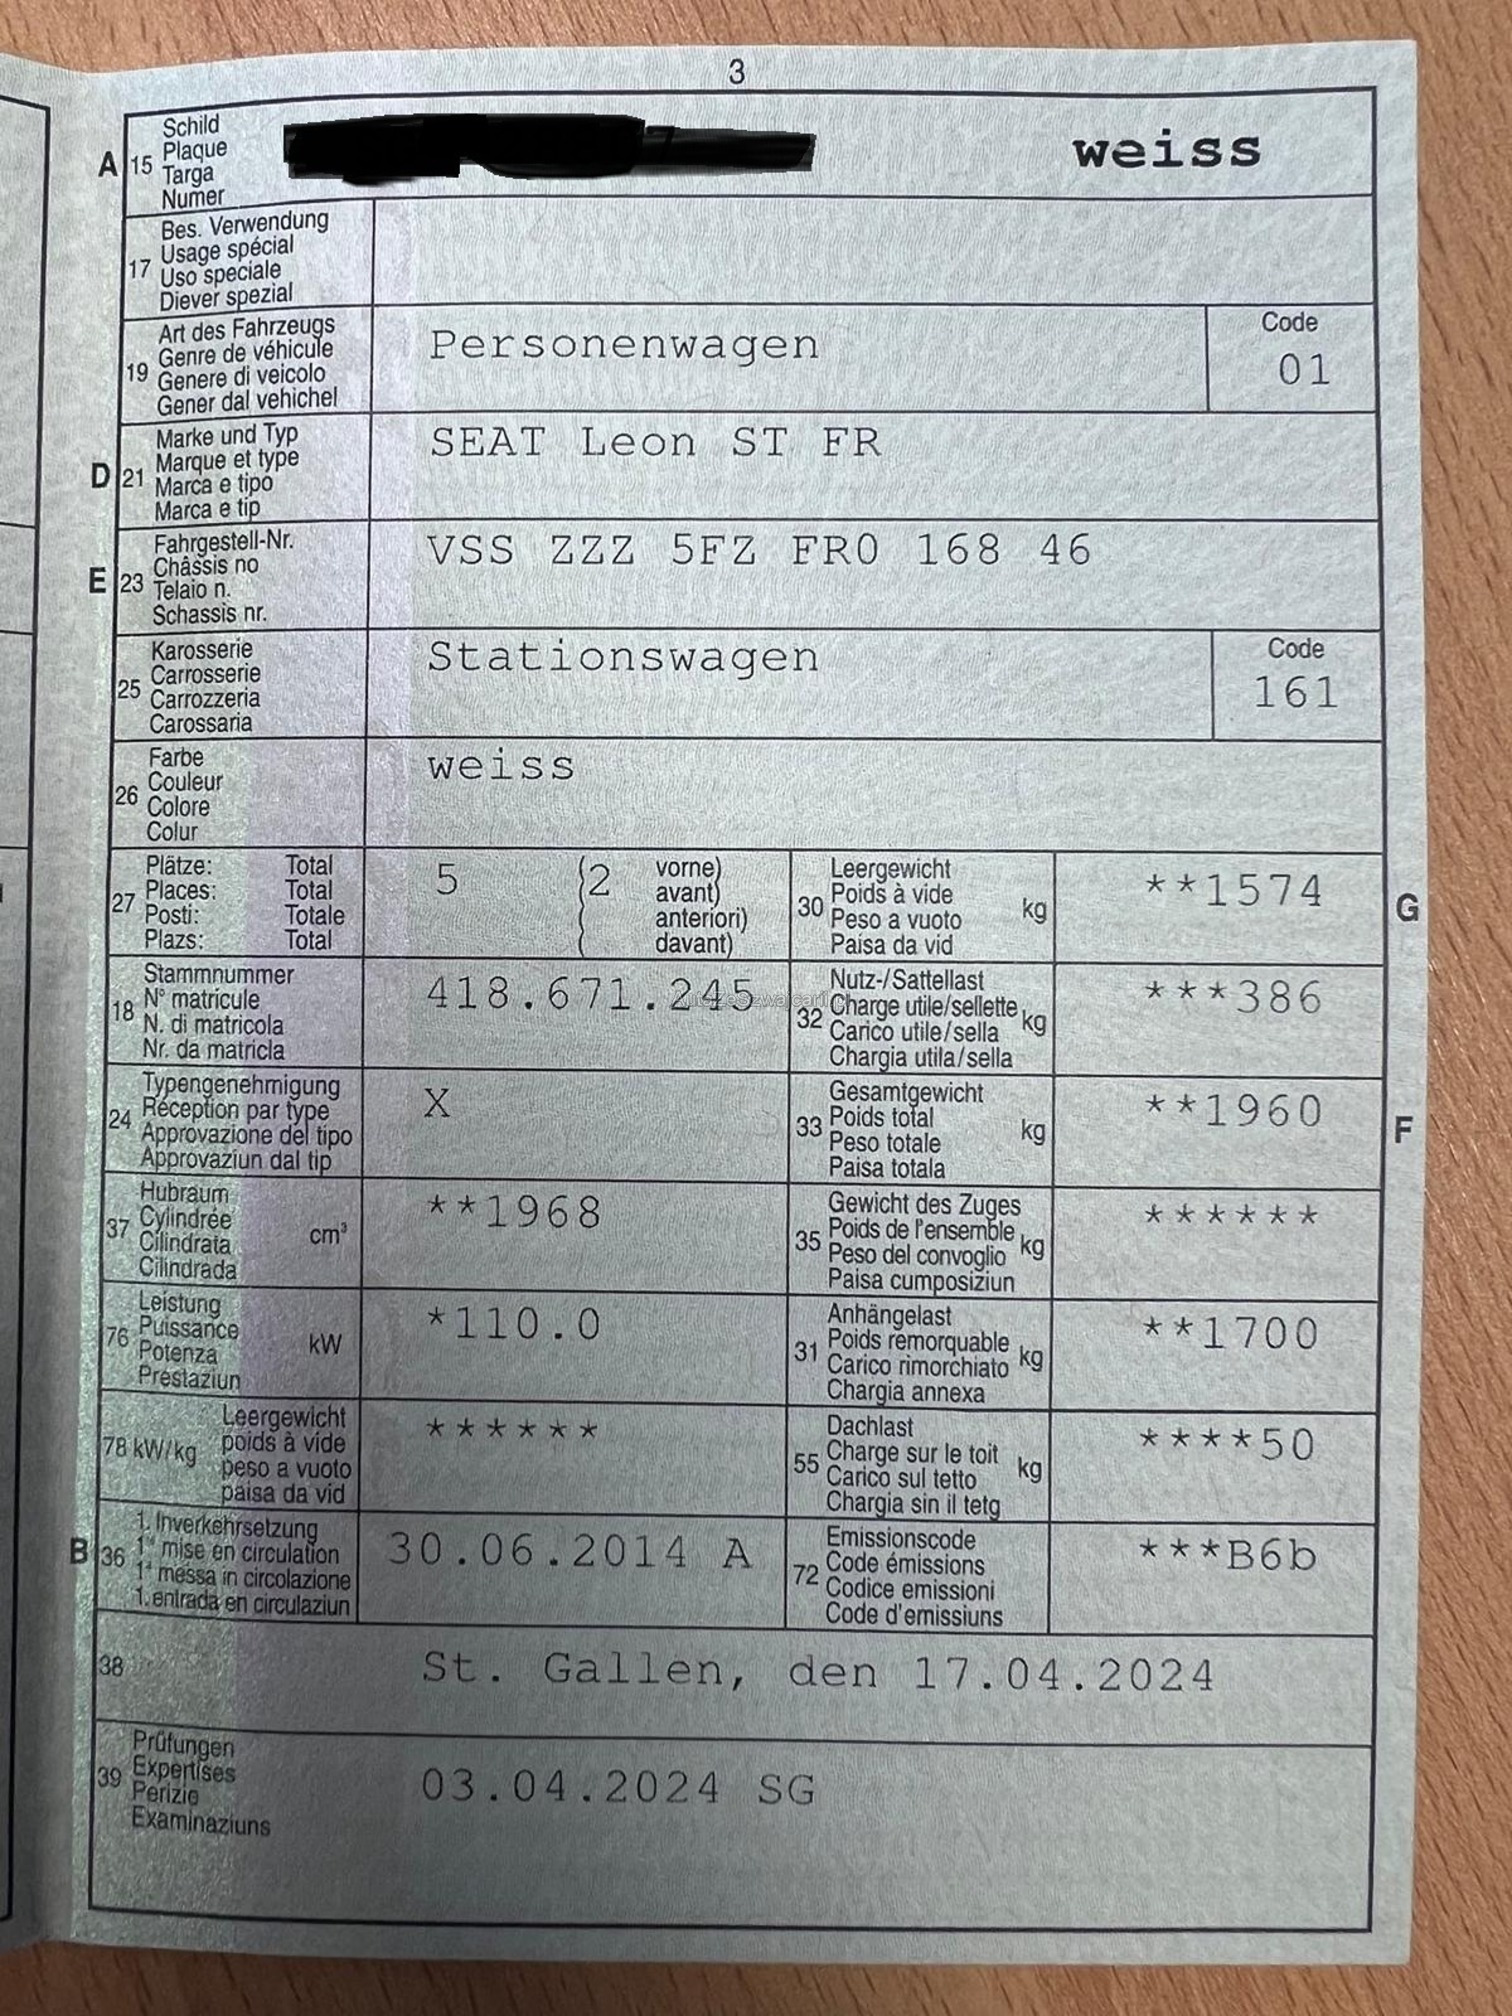 3
A 15 Schild
Plaque
Targa
Numer
weiss
17 Bes. Verwendung
Usage spécial
Uso speciale
Diever spezial
19 Art des Fahrzeugs
Genre de véhicule
Genere di veicolo
Gener dal vehichel
Personenwagen
Code
01
D 21 Marke und Typ
Marque et type
Marca e tipo
Marca e tip
SEAT Leon ST FR
E 23 Fahrgestell-Nr.
Châssis no
Telaio n.
Schassis nr.
VSS ZZZ 5FZ FR0 168 46
25 Karosserie
Carrosserie
Carrozzeria
Carossaria
Stationswagen
Code
161
26 Farbe
Couleur
Colore
Colur
weiss
27 Plätze: Total
Places: Total
Posti: Totale
Plazs: Total
5 (2 vorne)
avant)
anteriori)
( davant)
30 Leergewicht
Poids à vide
Peso a vuoto kg
Paisa da vid
**1574
G
18 Stammnummer
N° matricule
N. di matricola
Nr. da matricla
418.671.245
32 Nutz-/Sattellast
Charge utile/sellette
Carico utile/sella kg
Chargia utila/sella
***386
24 Typengenehmigung
Réception par type
Approvazione del tipo
Approvaziun dal tip
X
33 Gesamtgewicht
Poids total
Peso totale kg
Paisa totala
**1960
F
37 Hubraum
Cylindrée
Cilindrata cm³
Cilindrada
**1968
35 Gewicht des Zuges
Poids de l'ensemble
Peso del convoglio kg
Paisa cumposiziun
******
76 Leistung
Puissance
Potenza kW
Prestaziun
*110.0
31 Anhängelast
Poids remorquable
Carico rimorchiato kg
Chargia annexa
**1700
78 kW/kg Leergewicht
poids à vide
peso a vuoto
paisa da vid
******
55 Dachlast
Charge sur le toit
Carico sul tetto kg
Chargia sin il tetg
****50
B 36 1. Inverkehrsetzung
1re mise en circulation
1a messa in circolazione
1. entrada en circulaziun
30.06.2014 A
72 Emissionscode
Code émissions
Codice emissioni
Code d'emissiuns
***B6b
38 St. Gallen, den 17.04.2024
39 Prüfungen
Expertises
Perizie
Examinaziuns
03.04.2024 SG